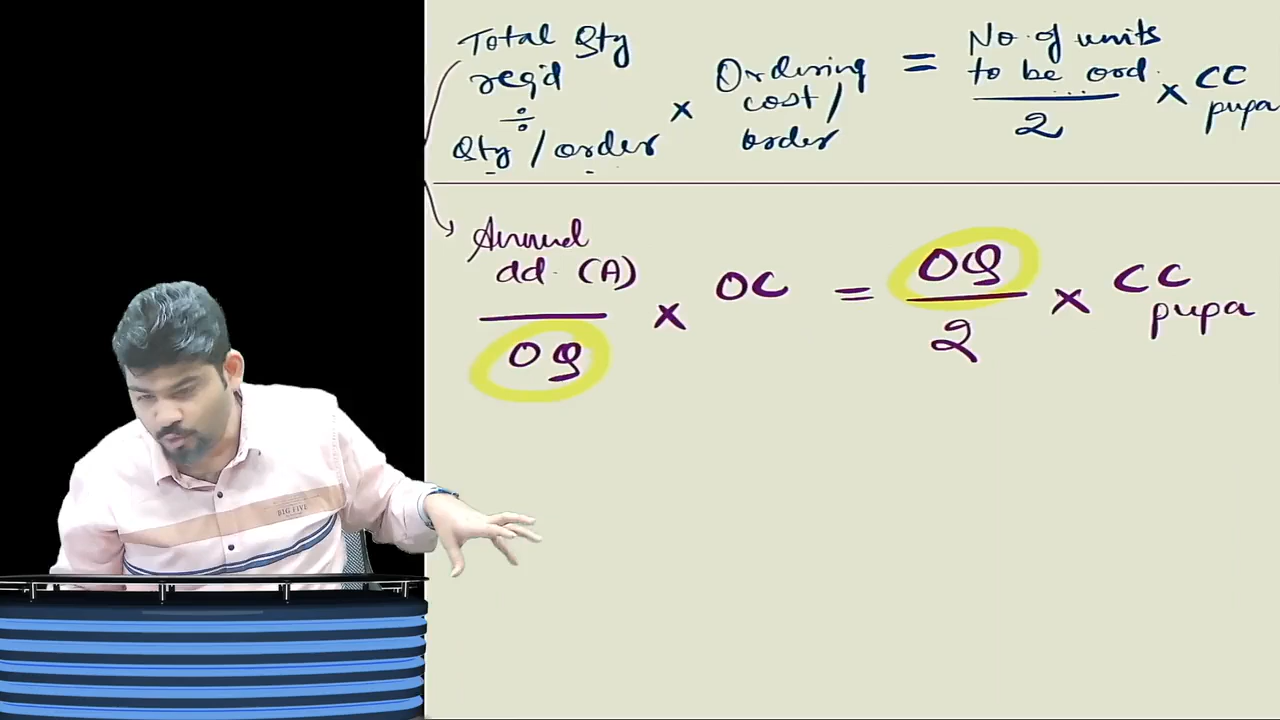 Total Qty
req'd
÷
Qty / order
× Ordering
cost /
order
= No. of units
to be ord.
2
× CC
pupa
Annual
dd. (A)
OQ
× OC
= OQ
2
× CC
pupa
BIG FIVE